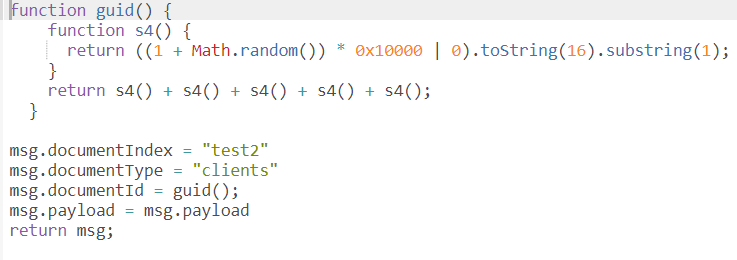 function guid() {
    function s4() {
      return ((1 + Math.random()) * 0x10000 | 0).toString(16).substring(1);
    }
    return s4() + s4() + s4() + s4() + s4();
  }

msg.documentIndex = "test2"
msg.documentType = "clients"
msg.documentId = guid();
msg.payload = msg.payload
return msg;